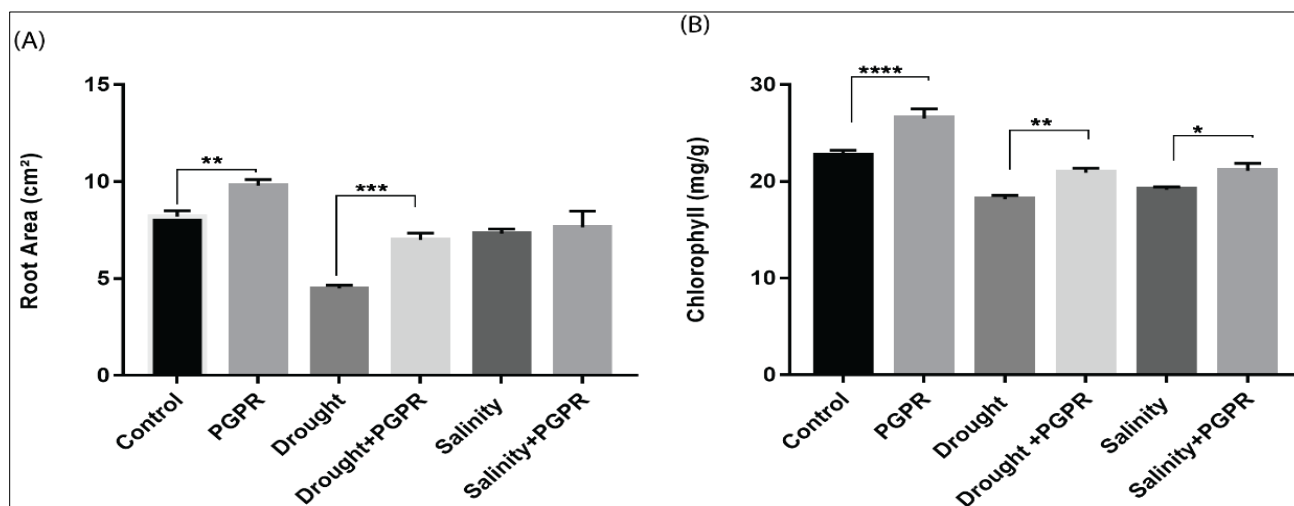 (A)
Root Area (cm²)
15
10
5
0
**
***
Control
PGPR
Drought
Drought+PGPR
Salinity
Salinity+PGPR
(B)
Chlorophyll (mg/g)
30
20
10
0
****
**
*
Control
PGPR
Drought
Drought +PGPR
Salinity
Salinity+PGPR